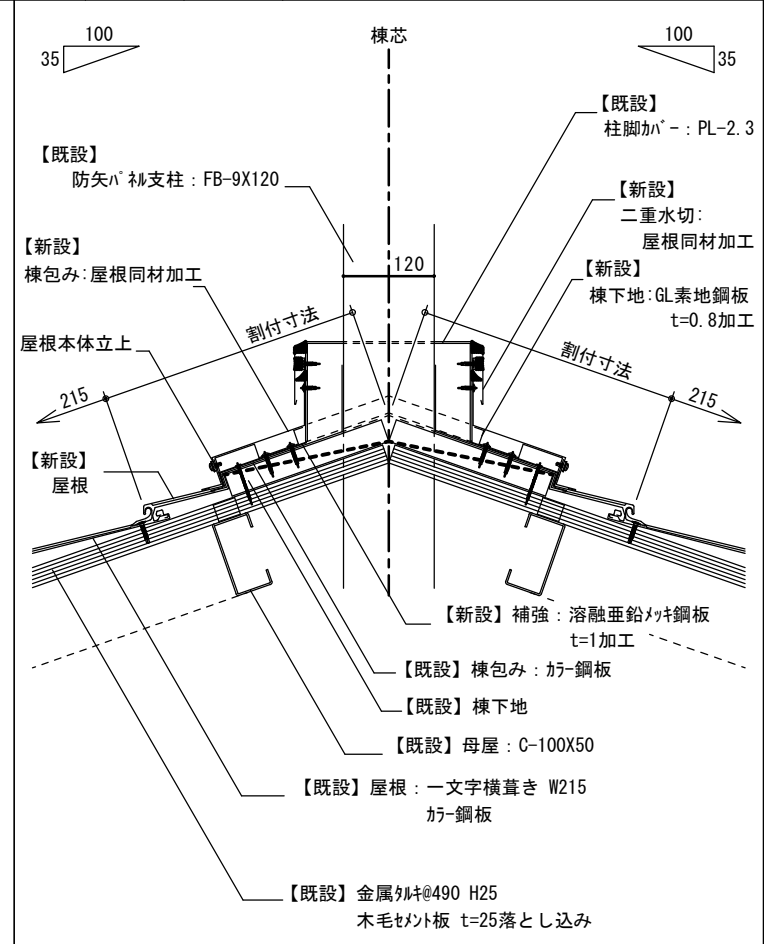 100
35
棟芯
100
35
【既設】
柱脚ｶﾊﾞｰ：PL-2.3
【既設】
防矢ﾊﾟﾈﾙ支柱：FB-9X120
【新設】
二重水切:
屋根同材加工
【新設】
棟包み:屋根同材加工
120
【新設】
棟下地:GL素地鋼板
t=0.8加工
割付寸法
割付寸法
屋根本体立上
215
215
【新設】
屋根
【新設】補強：溶融亜鉛ﾒｯｷ鋼板
t=1加工
【既設】棟包み：ｶﾗｰ鋼板
【既設】棟下地
【既設】母屋：C-100X50
【既設】屋根：一文字横葺き W215
ｶﾗｰ鋼板
【既設】金属ﾀﾙｷ@490 H25
木毛ｾﾒﾝﾄ板 t=25落とし込み